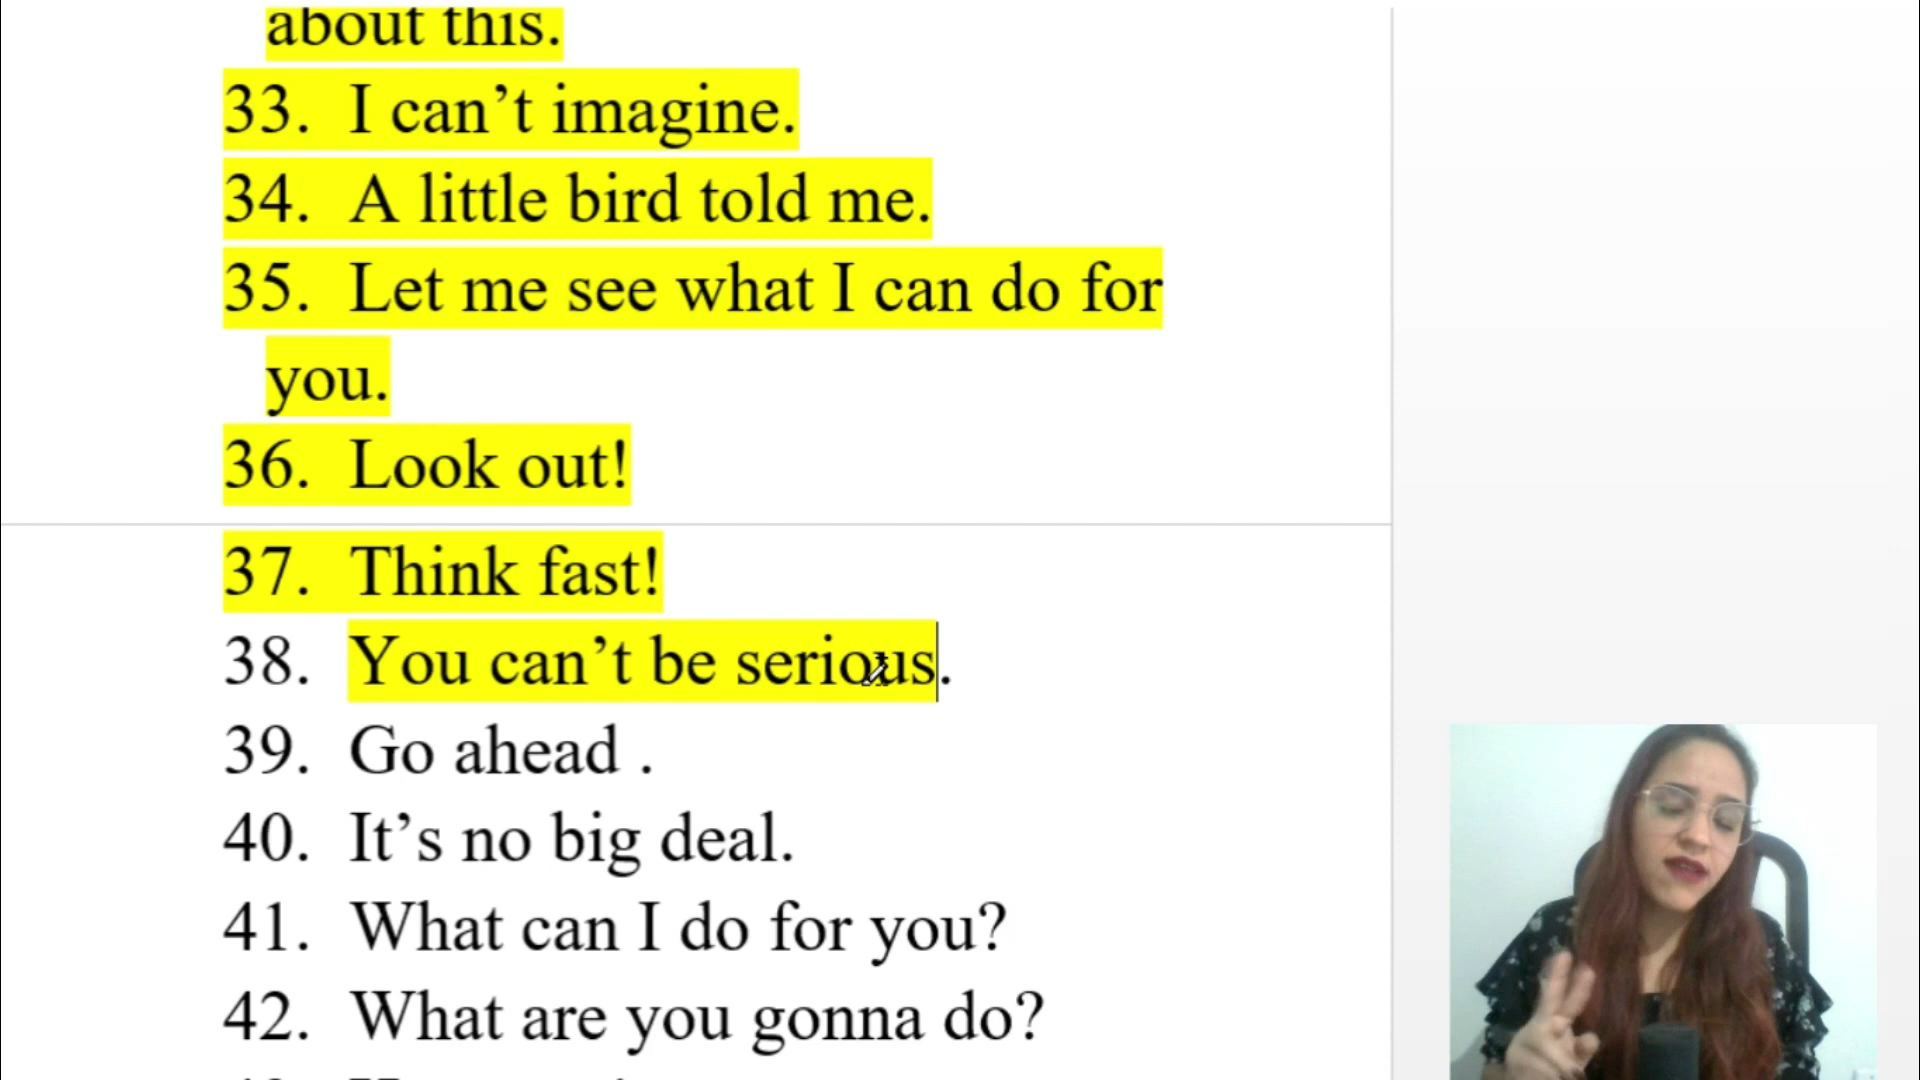 about this.
33. I can’t imagine.
34. A little bird told me.
35. Let me see what I can do for
you.
36. Look out!
37. Think fast!
38. You can’t be serious.
39. Go ahead .
40. It’s no big deal.
41. What can I do for you?
42. What are you gonna do?